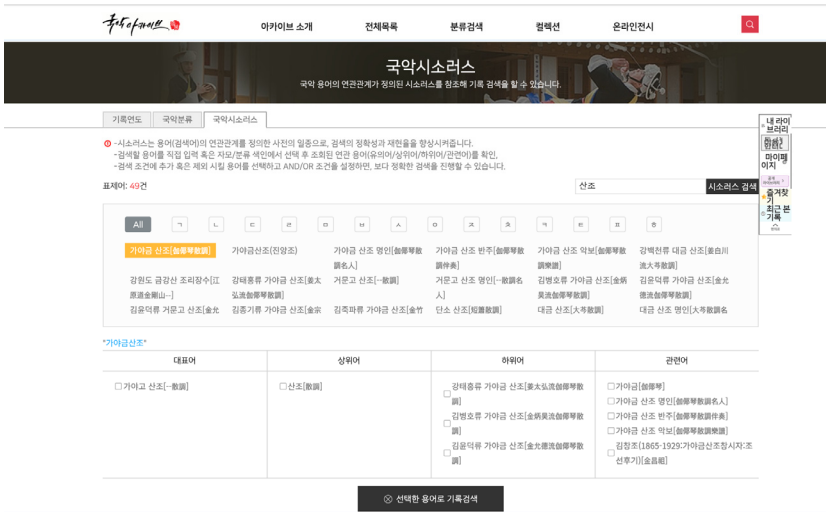 국악아카이브
아카이브 소개 전체목록 분류검색 컬렉션 온라인전시
국악시소러스
국악 용어의 연관관계가 정의된 시소러스를 참조해 기록 검색을 할 수 있습니다.
기록연도 국악분류 국악시소러스
-시소러스는 용어(검색어)의 연관관계를 정의한 사전의 일종으로, 검색의 정확성과 재현율을 향상시켜줍니다.
-검색할 용어를 직접 입력 혹은 자모/분류 색인에서 선택 후 조회된 연관 용어(유의어/상위어/하위어/관련어)를 확인,
-검색 조건에 추가 혹은 제외 시킬 용어를 선택하고 AND/OR 조건을 설정하면, 보다 정확한 검색을 진행할 수 있습니다.
표제어: 49건
산조 시소러스 검색
All ㄱ ㄴ ㄷ ㄹ ㅁ ㅂ ㅅ ㅇ ㅈ ㅊ ㅋ ㅌ ㅍ ㅎ
가야금 산조[伽倻琴散調] 가야금산조(진양조) 가야금 산조 명인[伽倻琴散 가야금 산조 반주[伽倻琴散 가야금 산조 악보[伽倻琴散 강백천류 대금 산조[姜白川
調名人] 調伴奏] 調樂譜] 流大芩散調]
강원도 금강산 조리장수[江 강태홍류 가야금 산조[姜太 거문고 산조[--散調] 거문고 산조 명인[--散調名 김병호류 가야금 산조[金炳 김윤덕류 가야금 산조[金允
原道金剛山--] 弘流伽倻琴散調] 人] 昊流伽倻琴散調] 德流伽倻琴散調]
김윤덕류 거문고 산조[金允 김종기류 가야금 산조[金宗 김죽파류 가야금 산조[金竹 단소 산조[短簫散調] 대금 산조[大芩散調] 대금 산조 명인[大芩散調名
"가야금산조"
대표어 상위어 하위어 관련어
가야고 산조[--散調]
산조[散調]
강태홍류 가야금 산조[姜太弘流伽倻琴散
調]
김병호류 가야금 산조[金炳昊流伽倻琴散
調]
김윤덕류 가야금 산조[金允德流伽倻琴散
調]
가야금[伽倻琴]
가야금 산조 명인[伽倻琴散調名人]
가야금 산조 반주[伽倻琴散調伴奏]
가야금 산조 악보[伽倻琴散調樂譜]
김창조(1865-1929:가야금산조창시자:조
선후기)[金昌祖]
선택한 용어로 기록검색
내 라이
브러리
마이페
이지
즐겨찾
기
최근 본
기록